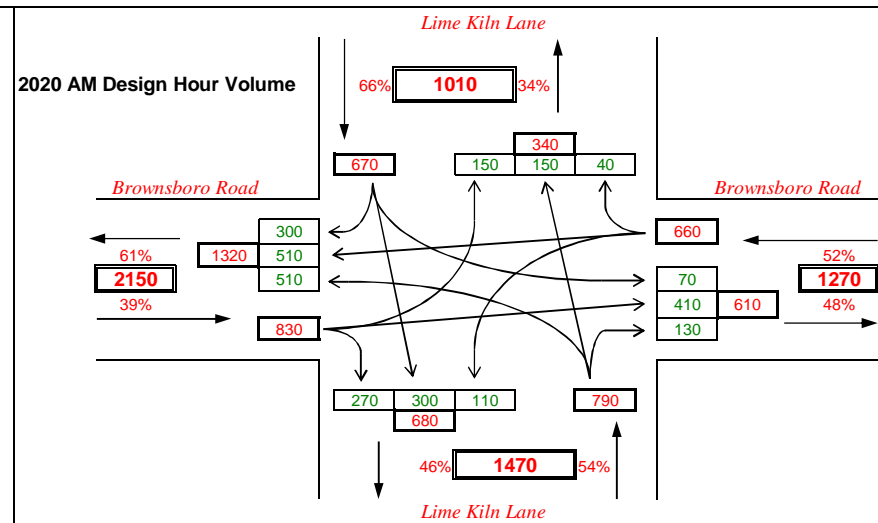 Lime Kiln Lane
2020 AM Design Hour Volume
66% 1010 34%
340
670 150 150 40
Brownsboro Road Brownsboro Road
300 660
61% 1320 510 52%
2150 510 70 1270
39% 410 610 48%
830 130
270 300 110 790
680
46% 1470 54%
Lime Kiln Lane